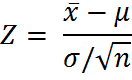 Z = (x̄ − μ) / (σ/√n)